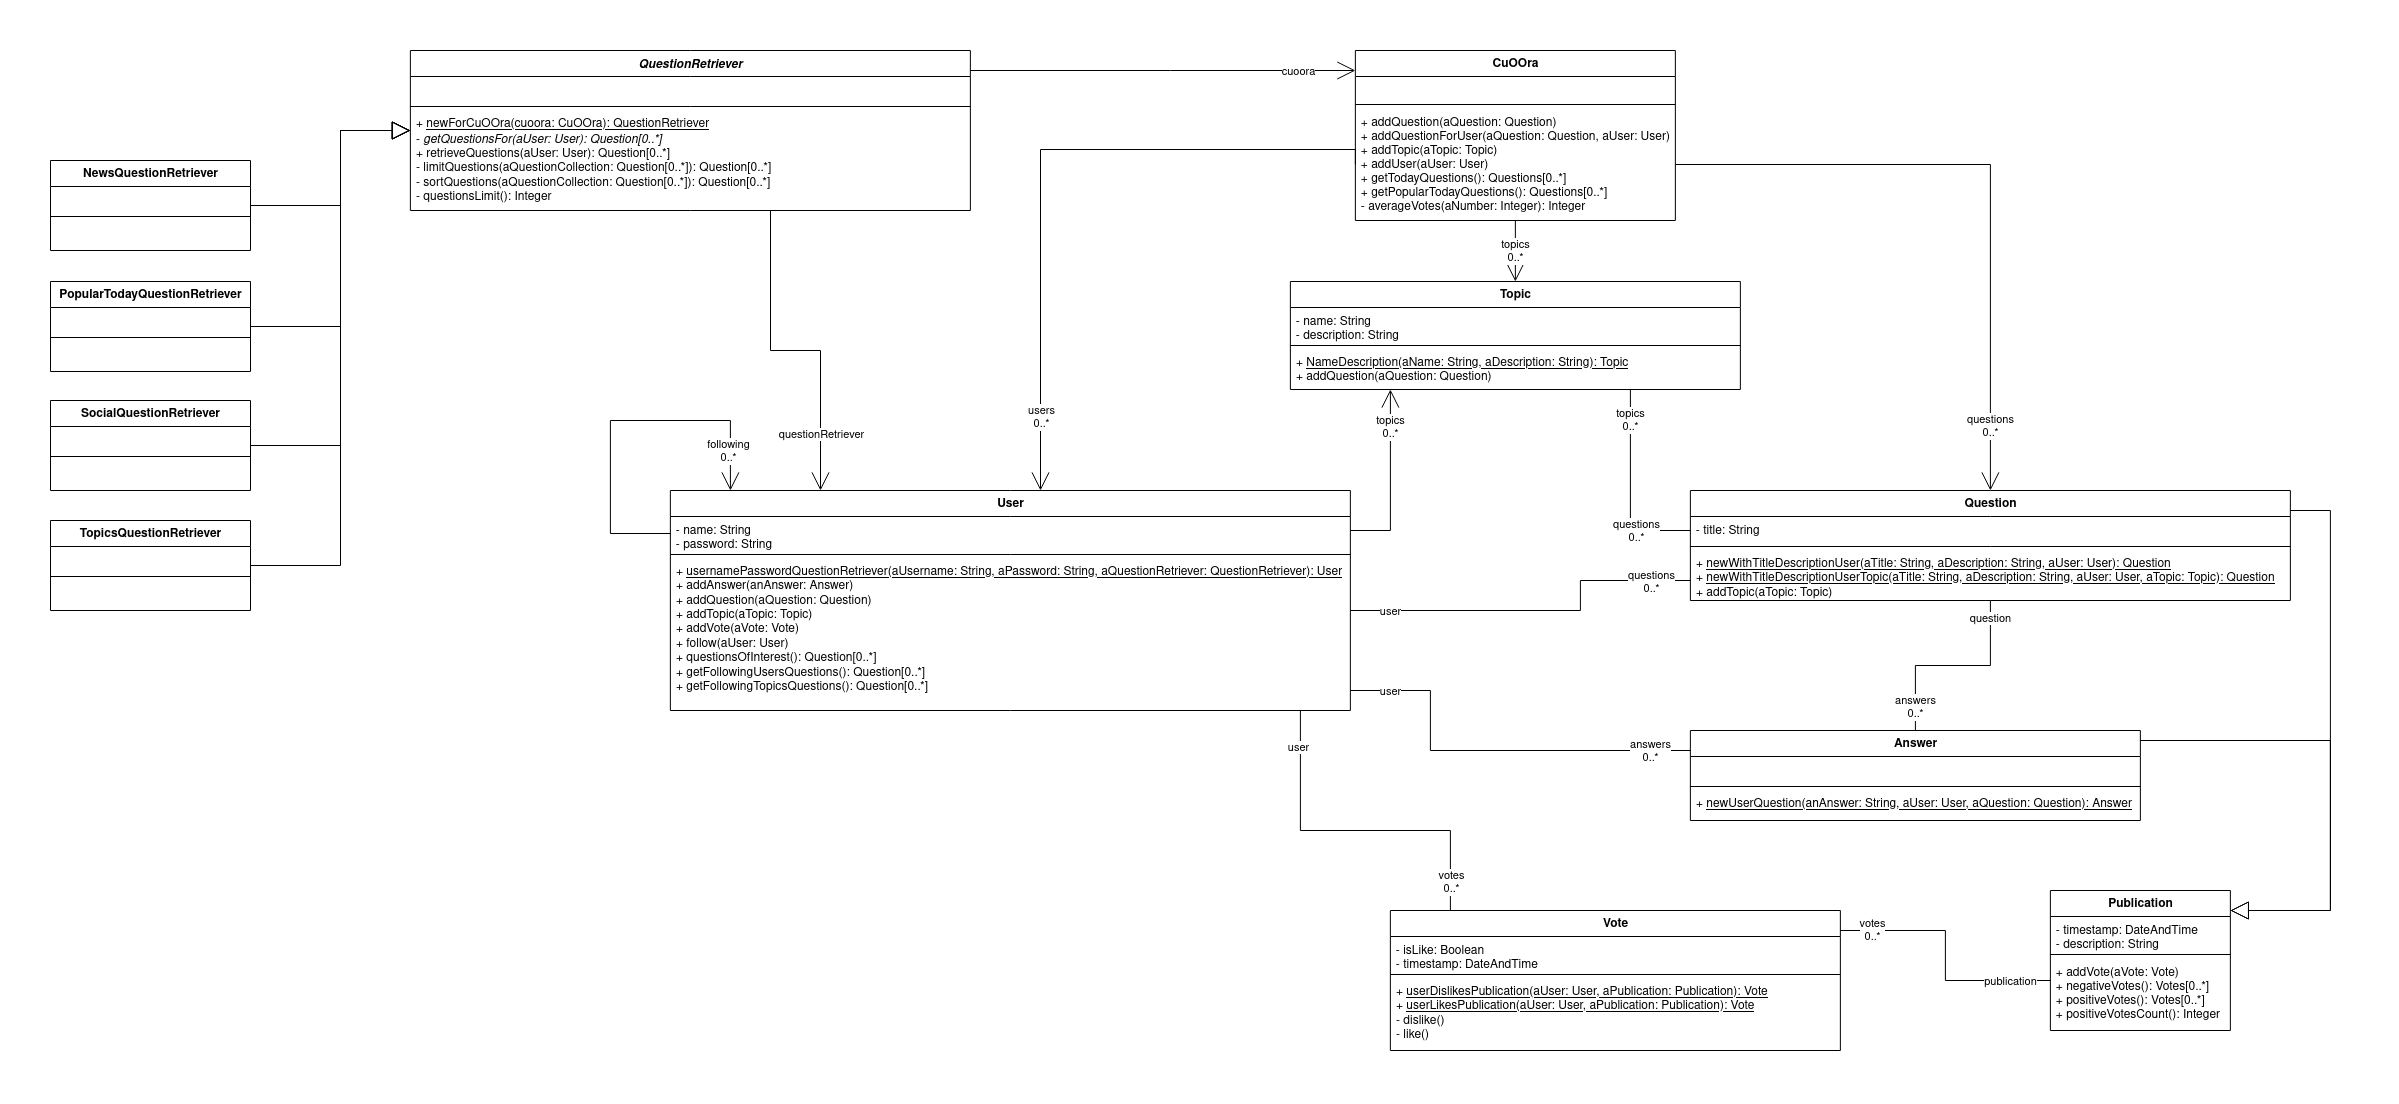 QuestionRetriever
+ newForCuOOra(cuoora: CuOOra): QuestionRetriever
- getQuestionsFor(aUser: User): Question[0..*]
+ retrieveQuestions(aUser: User): Question[0..*]
- limitQuestions(aQuestionCollection: Question[0..*]): Question[0..*]
- sortQuestions(aQuestionCollection: Question[0..*]): Question[0..*]
- questionsLimit(): Integer
cuoora
CuOOra
+ addQuestion(aQuestion: Question)
+ addQuestionForUser(aQuestion: Question, aUser: User)
+ addTopic(aTopic: Topic)
+ addUser(aUser: User)
+ getTodayQuestions(): Questions[0..*]
+ getPopularTodayQuestions(): Questions[0..*]
- averageVotes(aNumber: Integer): Integer
NewsQuestionRetriever
PopularTodayQuestionRetriever
SocialQuestionRetriever
TopicsQuestionRetriever
topics
0..*
Topic
- name: String
- description: String
+ NameDescription(aName: String, aDescription: String): Topic
+ addQuestion(aQuestion: Question)
following
0..*
questionRetriever
users
0..*
topics
0..*
topics
0..*
questions
0..*
questions
0..*
questions
0..*
User
- name: String
- password: String
+ usernamePasswordQuestionRetriever(aUsername: String, aPassword: String, aQuestionRetriever: QuestionRetriever): User
+ addAnswer(anAnswer: Answer)
+ addQuestion(aQuestion: Question)
+ addTopic(aTopic: Topic)
+ addVote(aVote: Vote)
+ follow(aUser: User)
+ questionsOfInterest(): Question[0..*]
+ getFollowingUsersQuestions(): Question[0..*]
+ getFollowingTopicsQuestions(): Question[0..*]
user
user
user
Question
- title: String
+ newWithTitleDescriptionUser(aTitle: String, aDescription: String, aUser: User): Question
+ newWithTitleDescriptionUserTopic(aTitle: String, aDescription: String, aUser: User, aTopic: Topic): Question
+ addTopic(aTopic: Topic)
question
answers
0..*
answers
0..*
Answer
+ newUserQuestion(anAnswer: String, aUser: User, aQuestion: Question): Answer
votes
0..*
Vote
- isLike: Boolean
- timestamp: DateAndTime
+ userDislikesPublication(aUser: User, aPublication: Publication): Vote
+ userLikesPublication(aUser: User, aPublication: Publication): Vote
- dislike()
- like()
votes
0..*
publication
Publication
- timestamp: DateAndTime
- description: String
+ addVote(aVote: Vote)
+ negativeVotes(): Votes[0..*]
+ positiveVotes(): Votes[0..*]
+ positiveVotesCount(): Integer